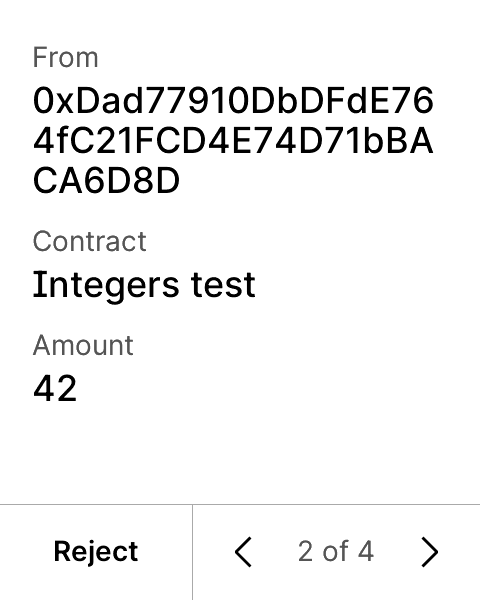 From
0xDad77910DbDFdE76
4fC21FCD4E74D71bBA
CA6D8D
Contract
Integers test
Amount
42
Reject
2 of 4